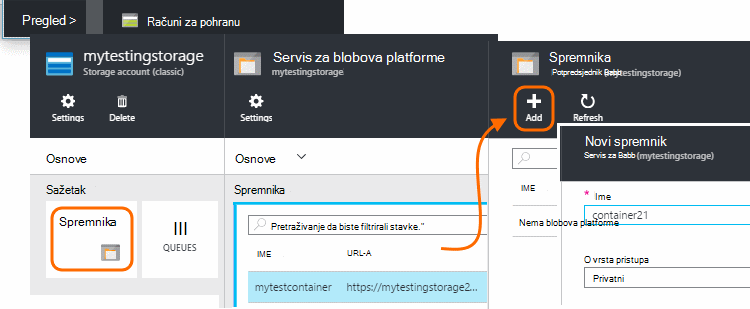 Pregled >
Računi za pohranu
mytestingstorage
Storage account (classic)
Settings
Delete
Osnove
Sažetak
Spremnika
QUEUES
Servis za blobova platforme
mytestingstorage
Settings
Osnove
Spremnika
Pretraživanje da biste filtrirali stavke."
IME
URL-A
mytestcontainer
https://mytestingstorage2...
Spremnika
Potpredsjednik Babb (mytestingstorage)
Add
Refresh
IME
Nema blobova platforme
Novi spremnik
Servis za Babb (mytestingstorage)
* Ime
container21
O vrsta pristupa
Privatni